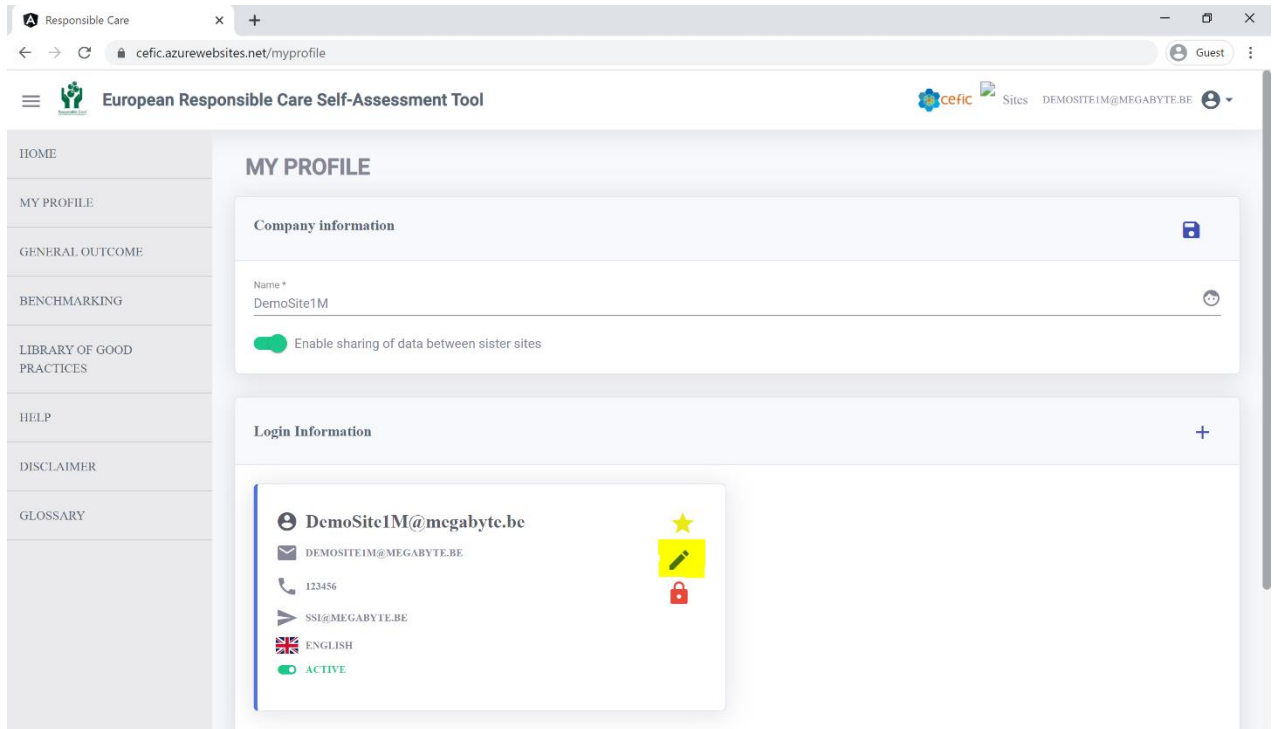 Responsible Care
cefic.azurewebsites.net/myprofile
Guest
European Responsible Care Self-Assessment Tool
cefic
Sites
DEMOSITE1M@MEGABYTE.BE
HOME
MY PROFILE
GENERAL OUTCOME
BENCHMARKING
LIBRARY OF GOOD
PRACTICES
HELP
DISCLAIMER
GLOSSARY
MY PROFILE
Company information
Name *
DemoSite1M
Enable sharing of data between sister sites
Login Information
DemoSite1M@megabyte.be
DEMOSITE1M@MEGABYTE.BE
123456
SSI@MEGABYTE.BE
ENGLISH
ACTIVE